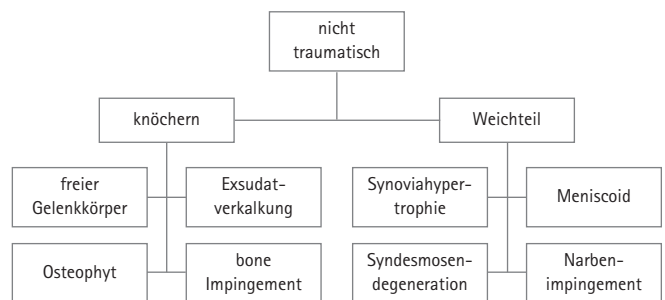 nicht
traumatisch
knöchern
Weichteil
freier
Gelenkkörper
Exsudat-
verkalkung
Synoviahyper-
trophie
Meniscoid
Osteophyt
bone
Impingement
Syndesmosen-
degeneration
Narben-
impingement